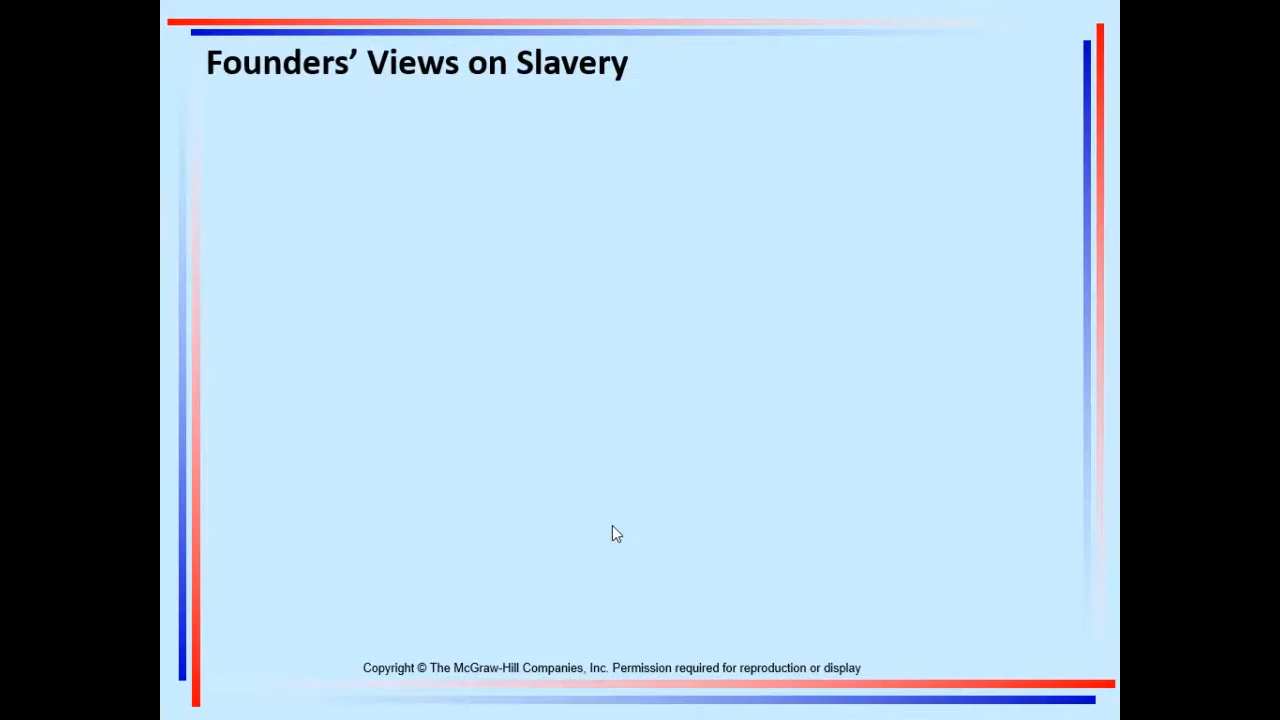 Founders’ Views on Slavery
Copyright © The McGraw-Hill Companies, Inc. Permission required for reproduction or display